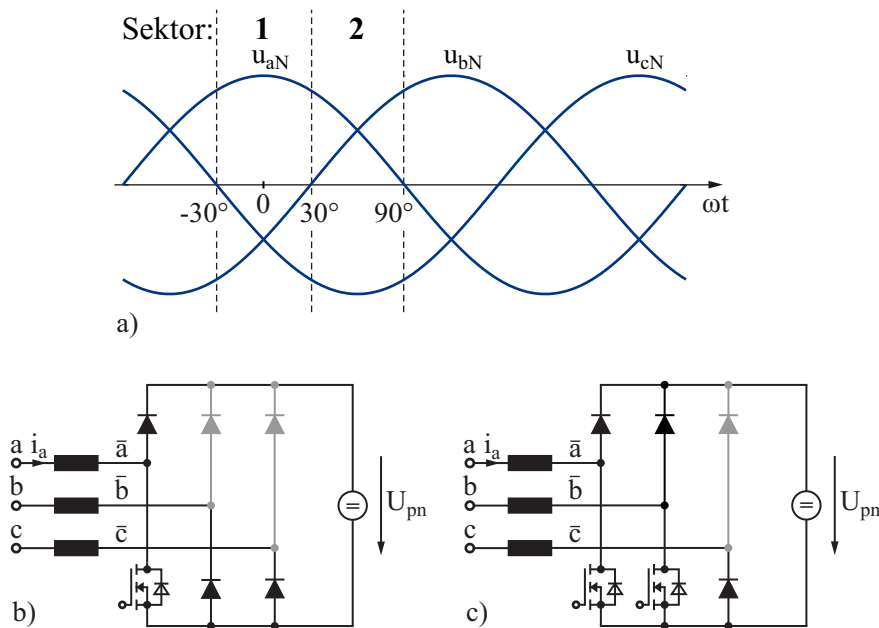 Sektor: 1 2
u_aN u_bN u_cN
-30° 0 30° 90° ωt
a)
a i_a ā
b b̄
c c̄
=
U_pn
b)
a i_a ā
b b̄
c c̄
=
U_pn
c)